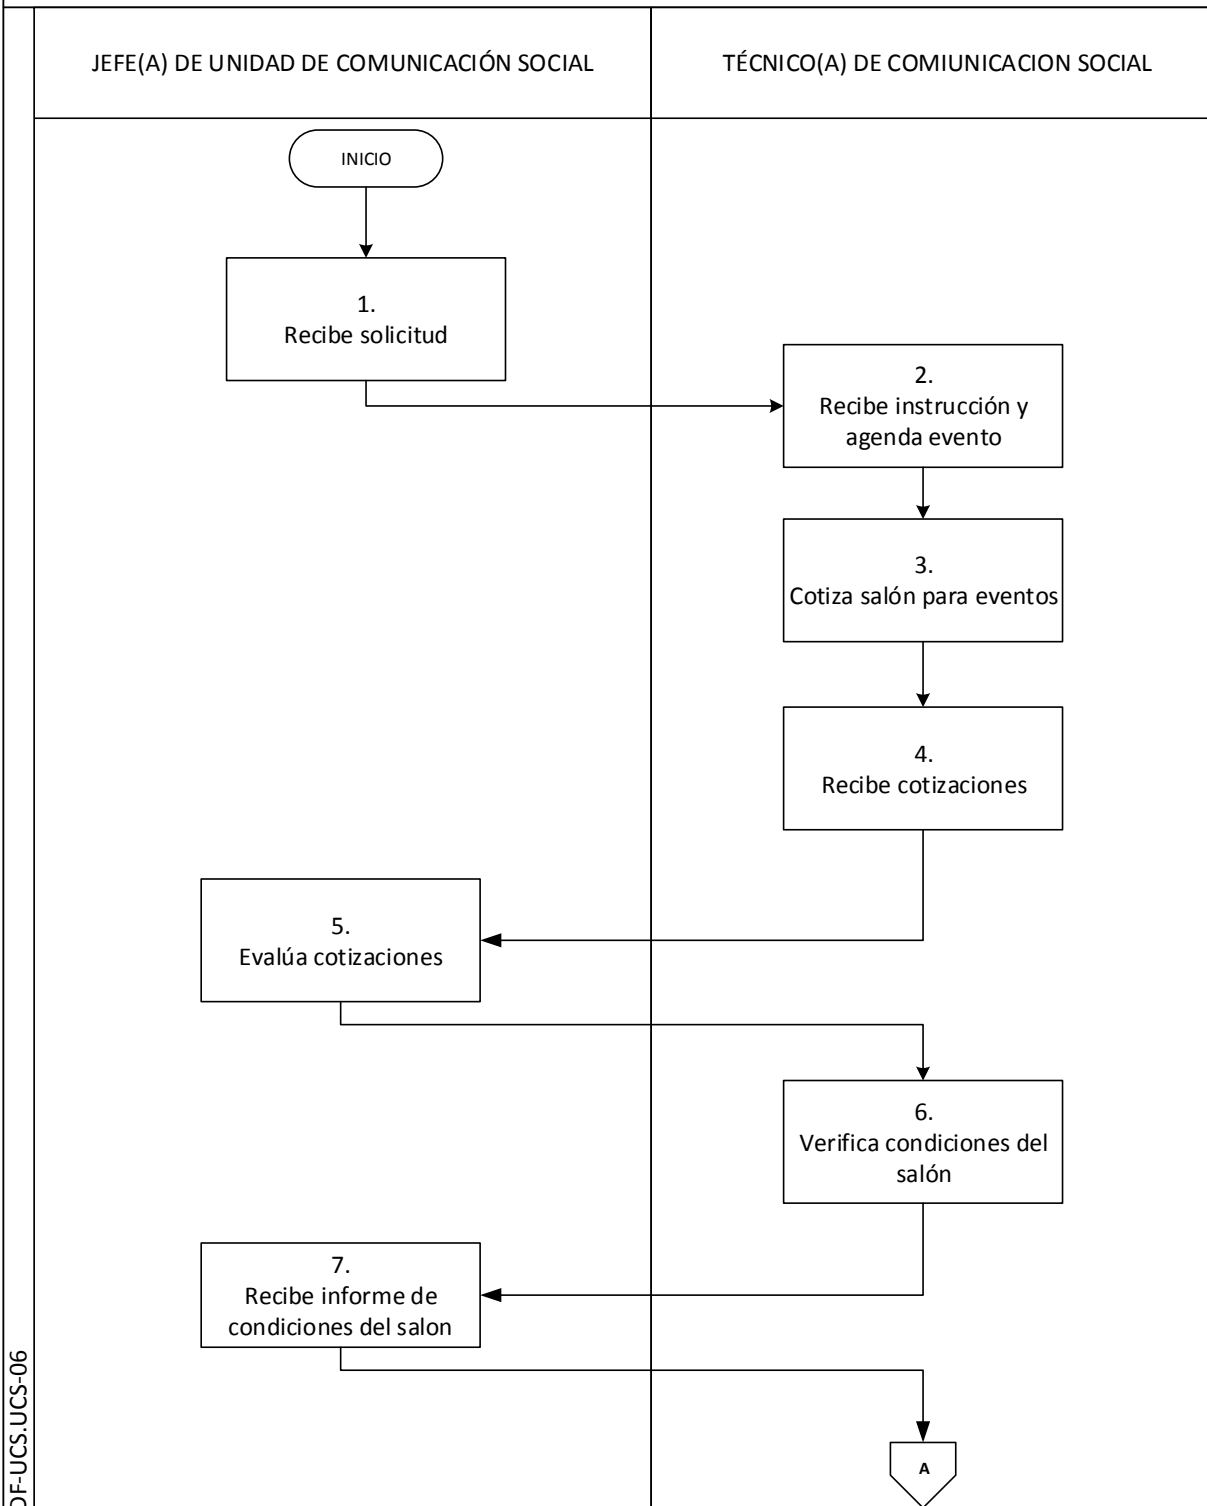 JEFE(A) DE UNIDAD DE COMUNICACIÓN SOCIAL
TÉCNICO(A) DE COMIUNICACION SOCIAL
INICIO
1.
Recibe solicitud
2.
Recibe instrucción y
agenda evento
3.
Cotiza salón para eventos
4.
Recibe cotizaciones
5.
Evalúa cotizaciones
6.
Verifica condiciones del
salón
7.
Recibe informe de
condiciones del salon
A
DF-UCS.UCS-06